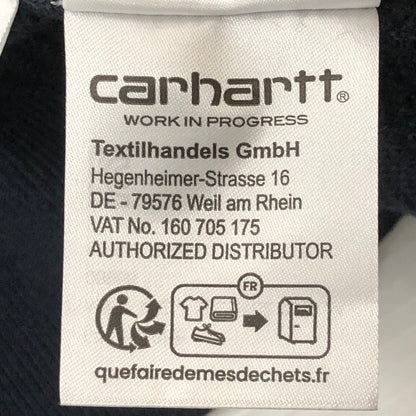 carhartt®
WORK IN PROGRESS
Textilhandels GmbH
Hegenheimer-Strasse 16
DE - 79576 Weil am Rhein
VAT No. 160 705 175
AUTHORIZED DISTRIBUTOR
FR
quefairedemesdechets.fr